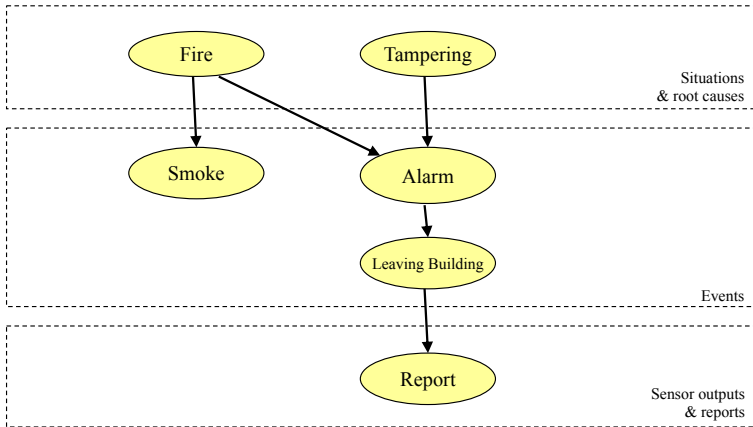 Fire
Tampering
Situations
& root causes
Smoke
Alarm
Leaving Building
Events
Report
Sensor outputs
& reports